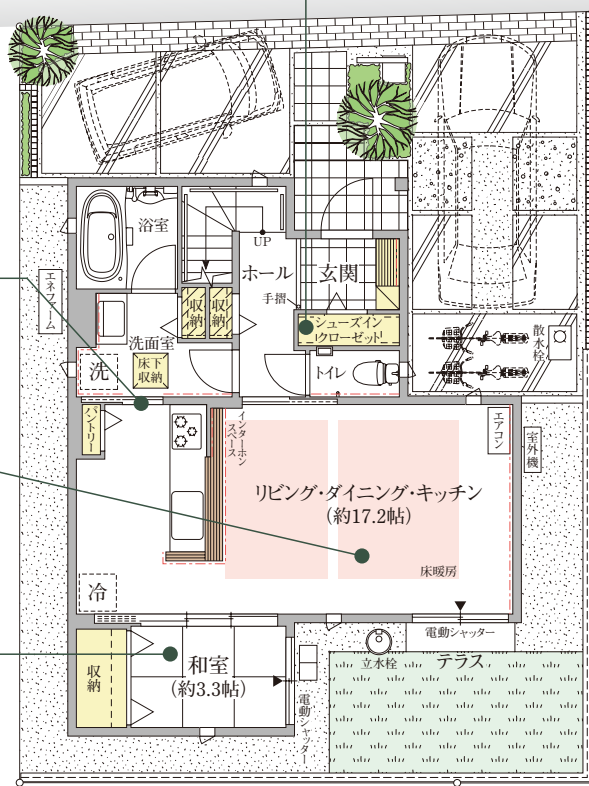 浴室
UP
ホール
玄関
手摺
収納
収納
シューズイン
クローゼット
エネファーム
洗面室
床下
収納
洗
トイレ
散水栓
パントリー
インターホン
スペース
エアコン
室外機
リビング・ダイニング・キッチン
(約17.2帖)
床暖房
冷
電動シャッター
立水栓
テラス
収納
和室
(約3.3帖)
電動シャッター